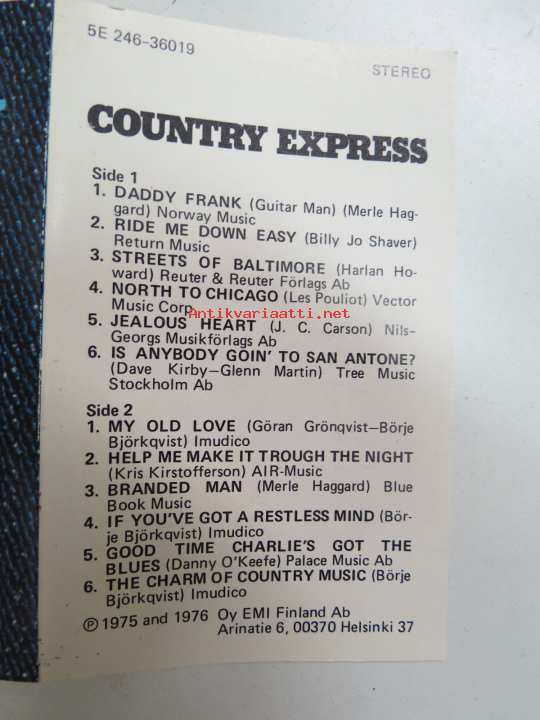 5E 246-36019
STEREO
COUNTRY EXPRESS
Side 1
1. DADDY FRANK (Guitar Man) (Merle Hag-
gard) Norway Music
2. RIDE ME DOWN EASY (Billy Jo Shaver)
Return Music
3. STREETS OF BALTIMORE (Harlan Ho-
ward) Reuter & Reuter Förlags Ab
4. NORTH TO CHICAGO (Les Pouliot) Vector
Music Corp.
Antikvariaatti.net
5. JEALOUS HEART (J. C. Carson) Nils-
Georgs Musikförlags Ab
6. IS ANYBODY GOIN' TO SAN ANTONE?
(Dave Kirby—Glenn Martin) Tree Music
Stockholm Ab
Side 2
1. MY OLD LOVE (Göran Grönqvist—Börje
Björkqvist) Imudico
2. HELP ME MAKE IT TROUGH THE NIGHT
(Kris Kirstofferson) AIR-Music
3. BRANDED MAN (Merle Haggard) Blue
Book Music
4. IF YOU'VE GOT A RESTLESS MIND (Bör-
je Björkqvist) Imudico
5. GOOD TIME CHARLIE'S GOT THE
BLUES (Danny O'Keefe) Palace Music Ab
6. THE CHARM OF COUNTRY MUSIC (Börje
Björkqvist) Imudico
Ⓟ 1975 and 1976 Oy EMI Finland Ab
Arinatie 6, 00370 Helsinki 37